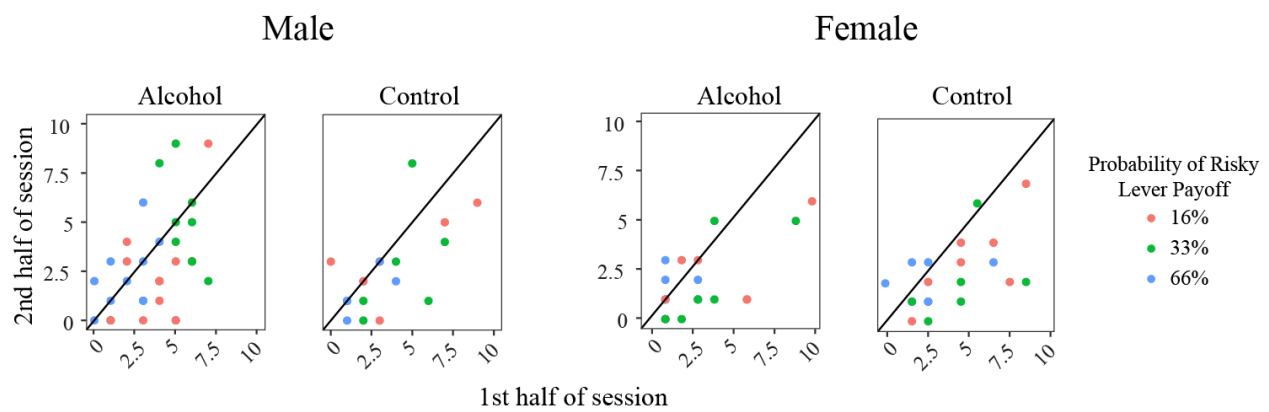 Male Female
Alcohol Control Alcohol Control
2nd half of session
10
7.5
5
2.5
0
10
7.5
5
2.5
0
0 2.5 5 7.5 10
0 2.5 5 7.5 10
0 2.5 5 7.5 10
0 2.5 5 7.5 10
1st half of session
Probability of Risky
Lever Payoff
16%
33%
66%